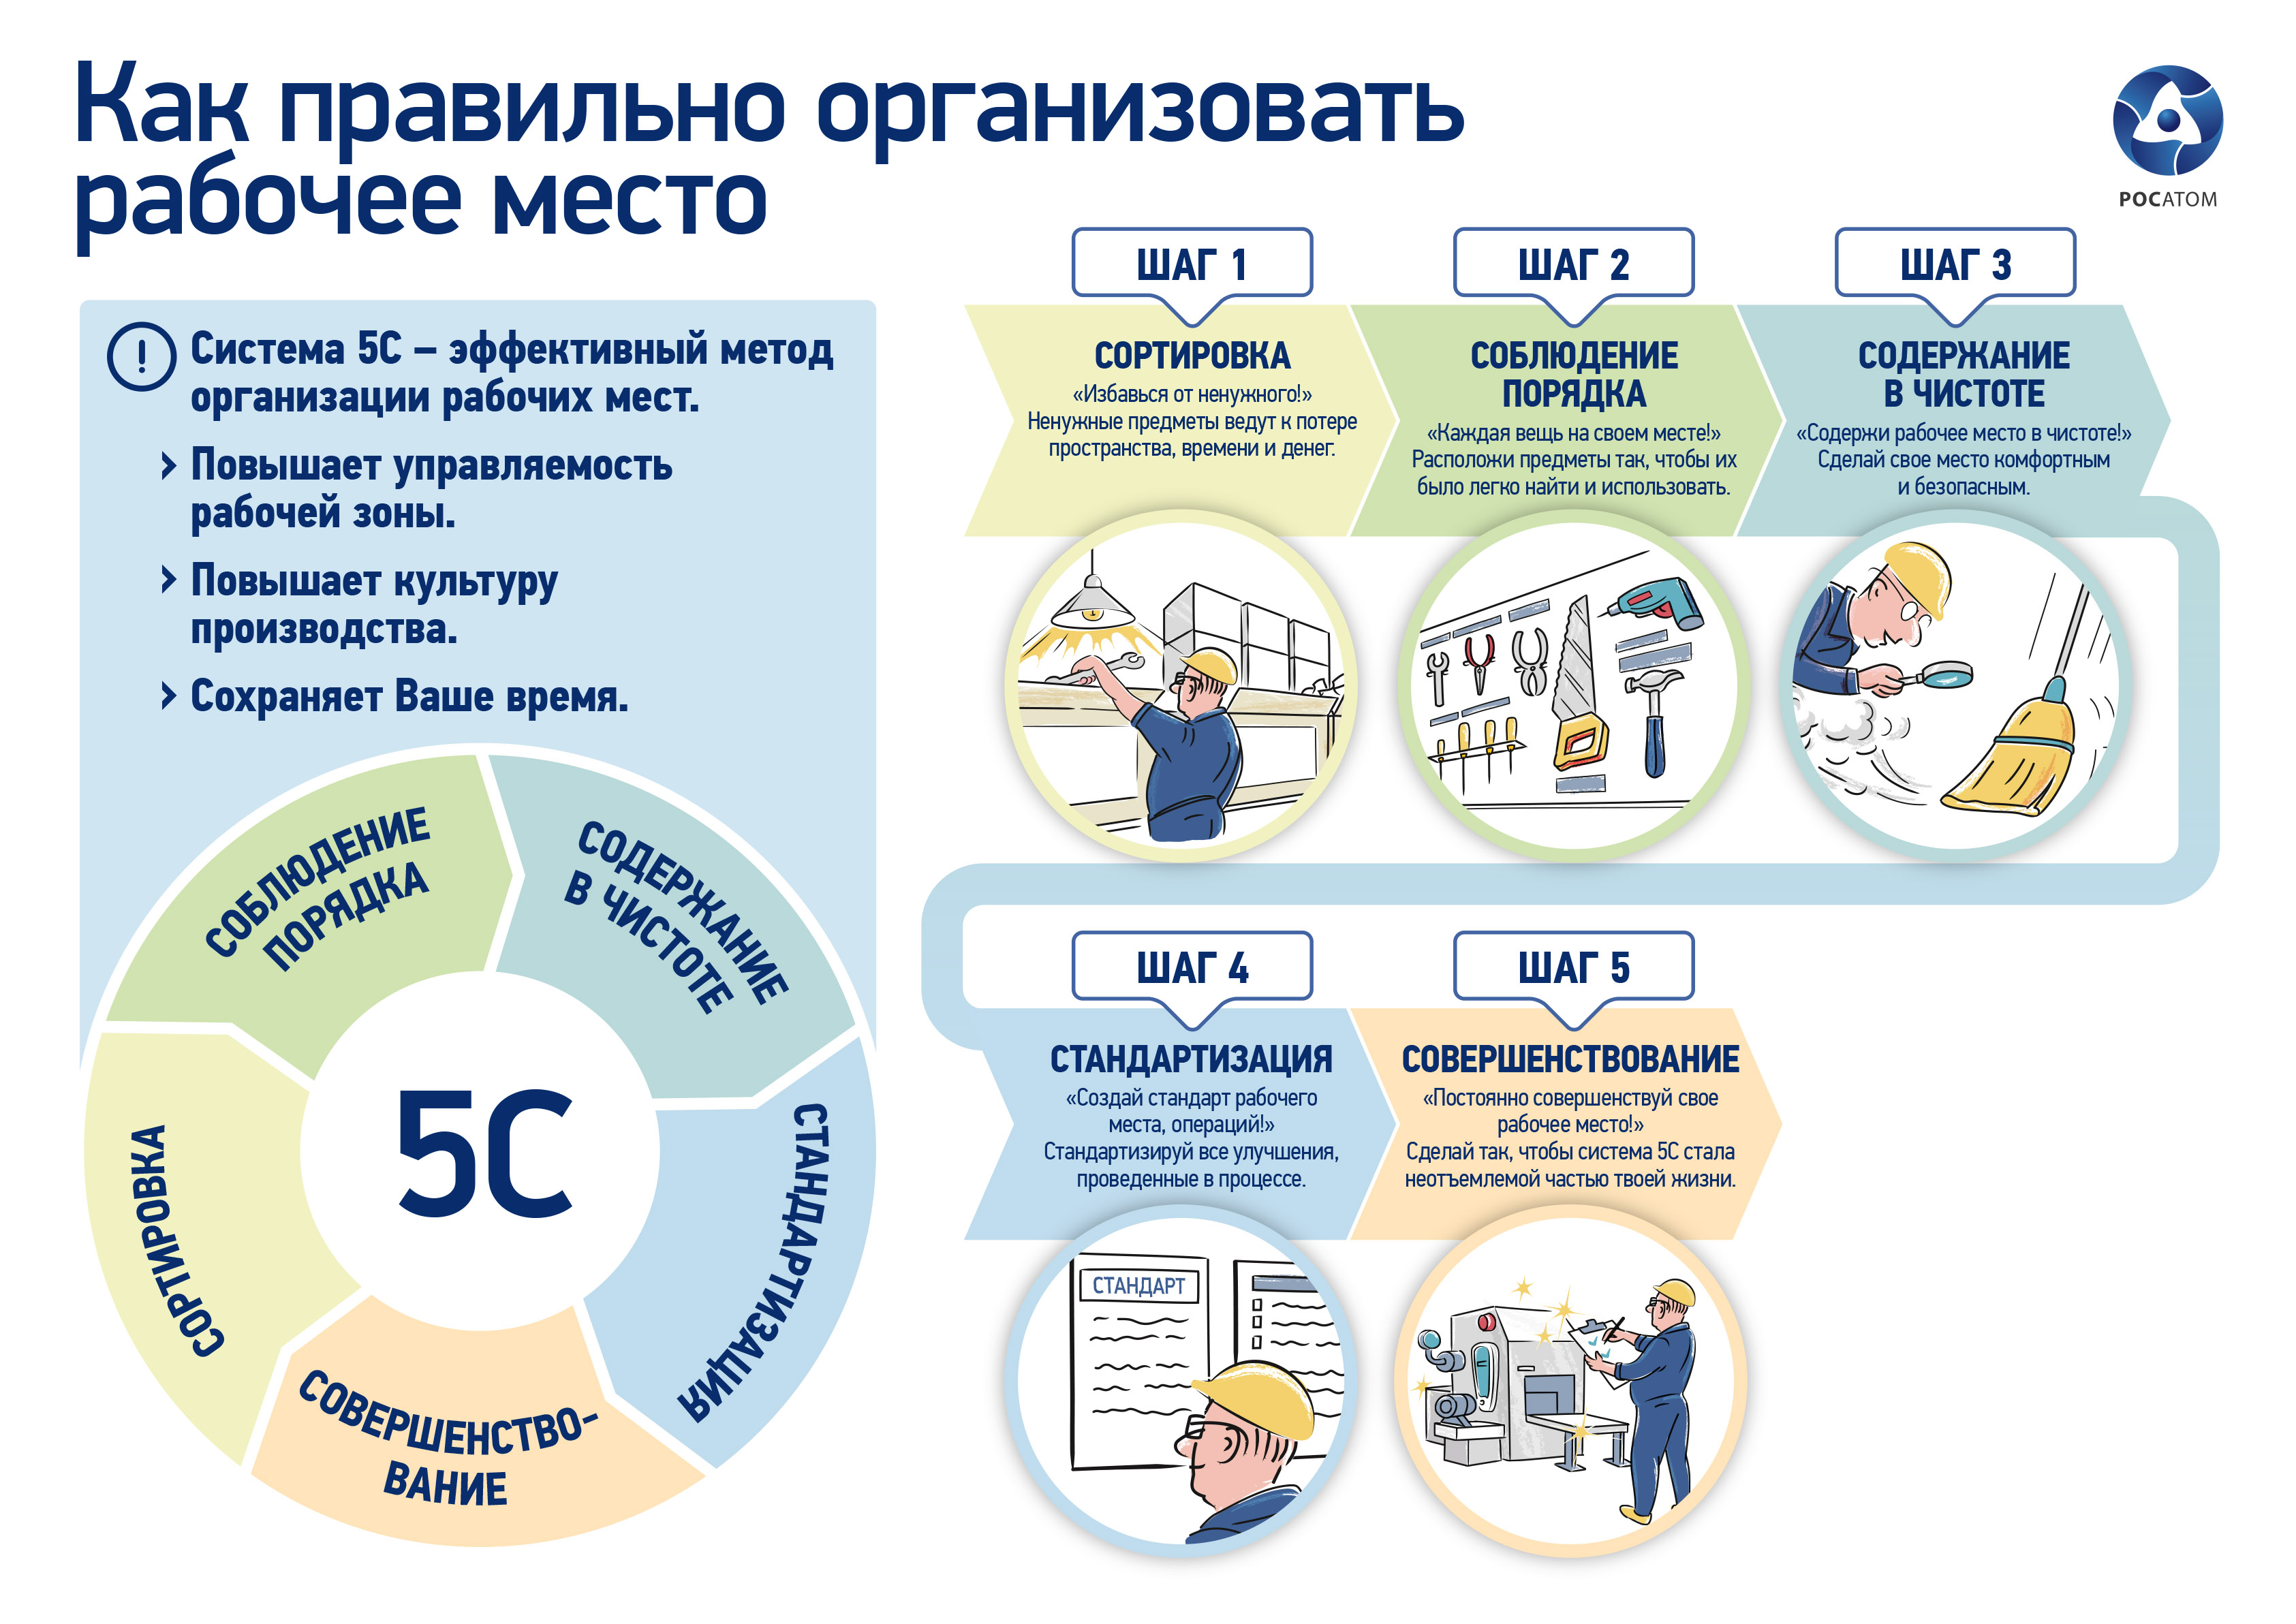 Как правильно организовать
рабочее место
РОСАТОМ
! Система 5С – эффективный метод
организации рабочих мест.
> Повышает управляемость
рабочей зоны.
> Повышает культуру
производства.
> Сохраняет Ваше время.
СОРТИРОВКА
СОБЛЮДЕНИЕ
ПОРЯДКА
СОДЕРЖАНИЕ
В ЧИСТОТЕ
СТАНДАРТИЗАЦИЯ
СОВЕРШЕНСТВО-
ВАНИЕ
5С
ШАГ 1
СОРТИРОВКА
«Избавься от ненужного!»
Ненужные предметы ведут к потере
пространства, времени и денег.
ШАГ 2
СОБЛЮДЕНИЕ
ПОРЯДКА
«Каждая вещь на своем месте!»
Расположи предметы так, чтобы их
было легко найти и использовать.
ШАГ 3
СОДЕРЖАНИЕ
В ЧИСТОТЕ
«Содержи рабочее место в чистоте!»
Сделай свое место комфортным
и безопасным.
ШАГ 4
СТАНДАРТИЗАЦИЯ
«Создай стандарт рабочего
места, операций!»
Стандартизируй все улучшения,
проведенные в процессе.
СТАНДАРТ
ШАГ 5
СОВЕРШЕНСТВОВАНИЕ
«Постоянно совершенствуй свое
рабочее место!»
Сделай так, чтобы система 5С стала
неотъемлемой частью твоей жизни.